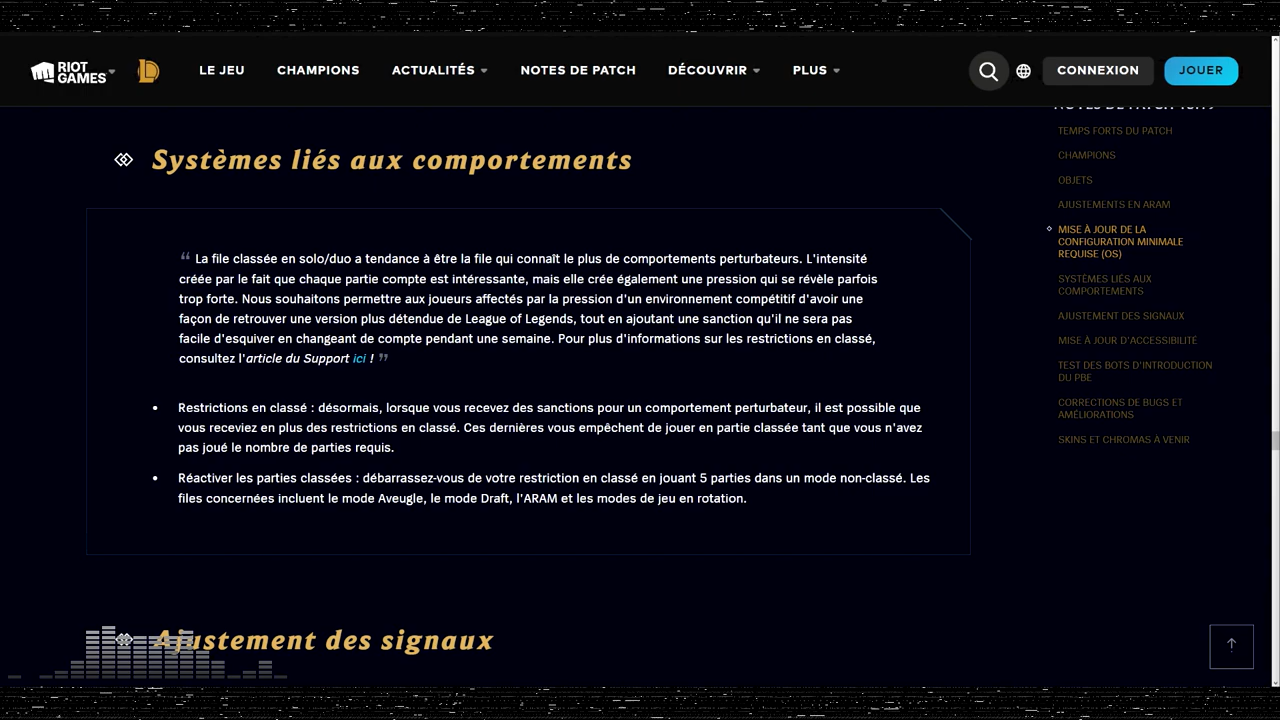 RIOT GAMES
LE JEU
CHAMPIONS
ACTUALITÉS
NOTES DE PATCH
DÉCOUVRIR
PLUS
CONNEXION
JOUER
Systèmes liés aux comportements
“ La file classée en solo/duo a tendance à être la file qui connaît le plus de comportements perturbateurs. L'intensité
créée par le fait que chaque partie compte est intéressante, mais elle crée également une pression qui se révèle parfois
trop forte. Nous souhaitons permettre aux joueurs affectés par la pression d'un environnement compétitif d'avoir une
façon de retrouver une version plus détendue de League of Legends, tout en ajoutant une sanction qu'il ne sera pas
facile d'esquiver en changeant de compte pendant une semaine. Pour plus d'informations sur les restrictions en classé,
consultez l'article du Support ici ! ”
• Restrictions en classé : désormais, lorsque vous recevez des sanctions pour un comportement perturbateur, il est possible que
vous receviez en plus des restrictions en classé. Ces dernières vous empêchent de jouer en partie classée tant que vous n'avez
pas joué le nombre de parties requis.
• Réactiver les parties classées : débarrassez-vous de votre restriction en classé en jouant 5 parties dans un mode non-classé. Les
files concernées incluent le mode Aveugle, le mode Draft, l'ARAM et les modes de jeu en rotation.
Ajustement des signaux
NOTES DE PATCH
TEMPS FORTS DU PATCH
CHAMPIONS
OBJETS
AJUSTEMENTS EN ARAM
MISE À JOUR DE LA
CONFIGURATION MINIMALE
REQUISE (OS)
SYSTÈMES LIÉS AUX
COMPORTEMENTS
AJUSTEMENT DES SIGNAUX
MISE À JOUR D'ACCESSIBILITÉ
TEST DES BOTS D'INTRODUCTION
DU PBE
CORRECTIONS DE BUGS ET
AMÉLIORATIONS
SKINS ET CHROMAS À VENIR